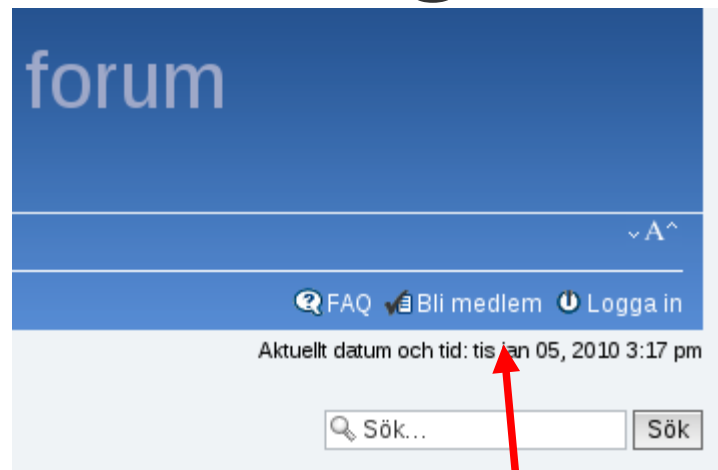 forum
A
FAQ Bli medlem Logga in
Aktuellt datum och tid: tis jan 05, 2010 3:17 pm
Sök... Sök